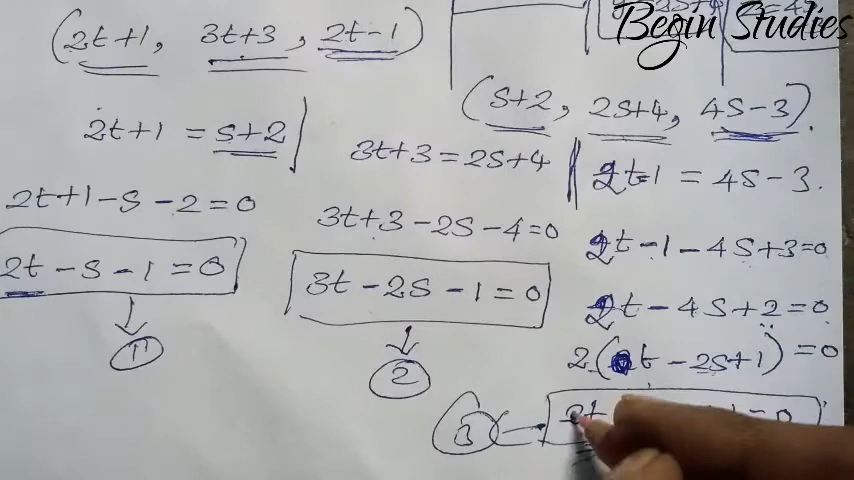 Begin Studies
(2t+1, 3t+3, 2t-1)
(s+2, 2s+4, 4s-3).
2t+1 = s+2
3t+3 = 2s+4
2t-1 = 4s-3.
2t+1-s-2=0
3t+3-2s-4=0
2t-1-4s+3=0
2t-s-1=0
3t-2s-1=0
2t-4s+2=0
2(t-2s+1)=0
①
②
③